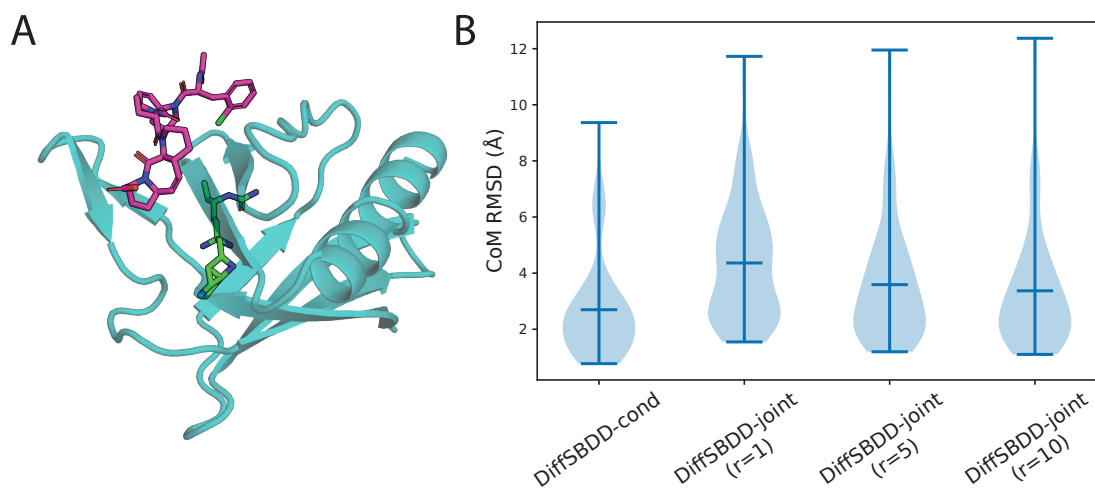 A
B
CoM RMSD (Å)
12
10
8
6
4
2
DiffSBDD-cond
DiffSBDD-joint
(r=1)
DiffSBDD-joint
(r=5)
DiffSBDD-joint
(r=10)